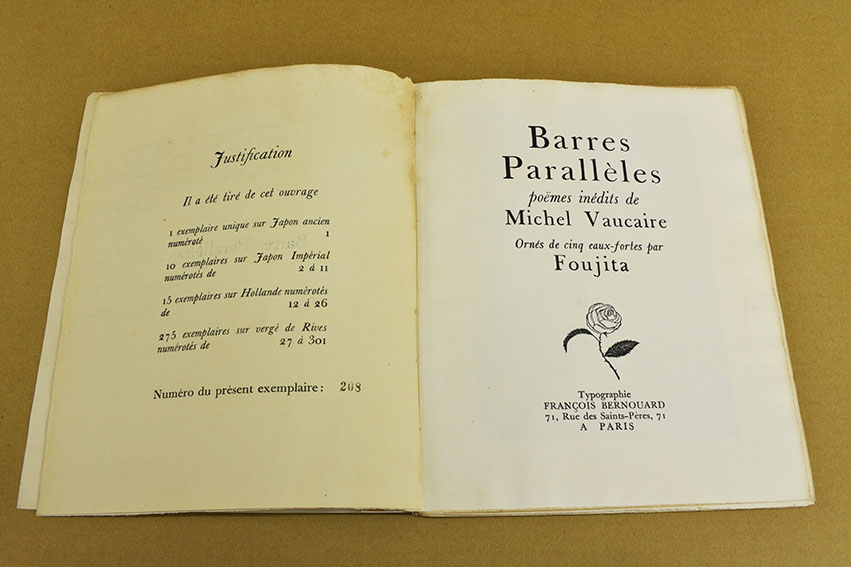 Justification
Il a été tiré de cet ouvrage
1 exemplaire unique sur Japon ancien
numéroté 1
10 exemplaires sur Japon Impérial
numérotés de 2 à 11
15 exemplaires sur Hollande numérotés
de 12 à 26
275 exemplaires sur vergé de Rives
numérotés de 27 à 301
Numéro du présent exemplaire: 208
Barres
Parallèles
poëmes inédits de
Michel Vaucaire
Ornés de cinq eaux-fortes par
Foujita
Typographie
FRANÇOIS BERNOUARD
71, Rue des Saints-Pères, 71
A PARIS